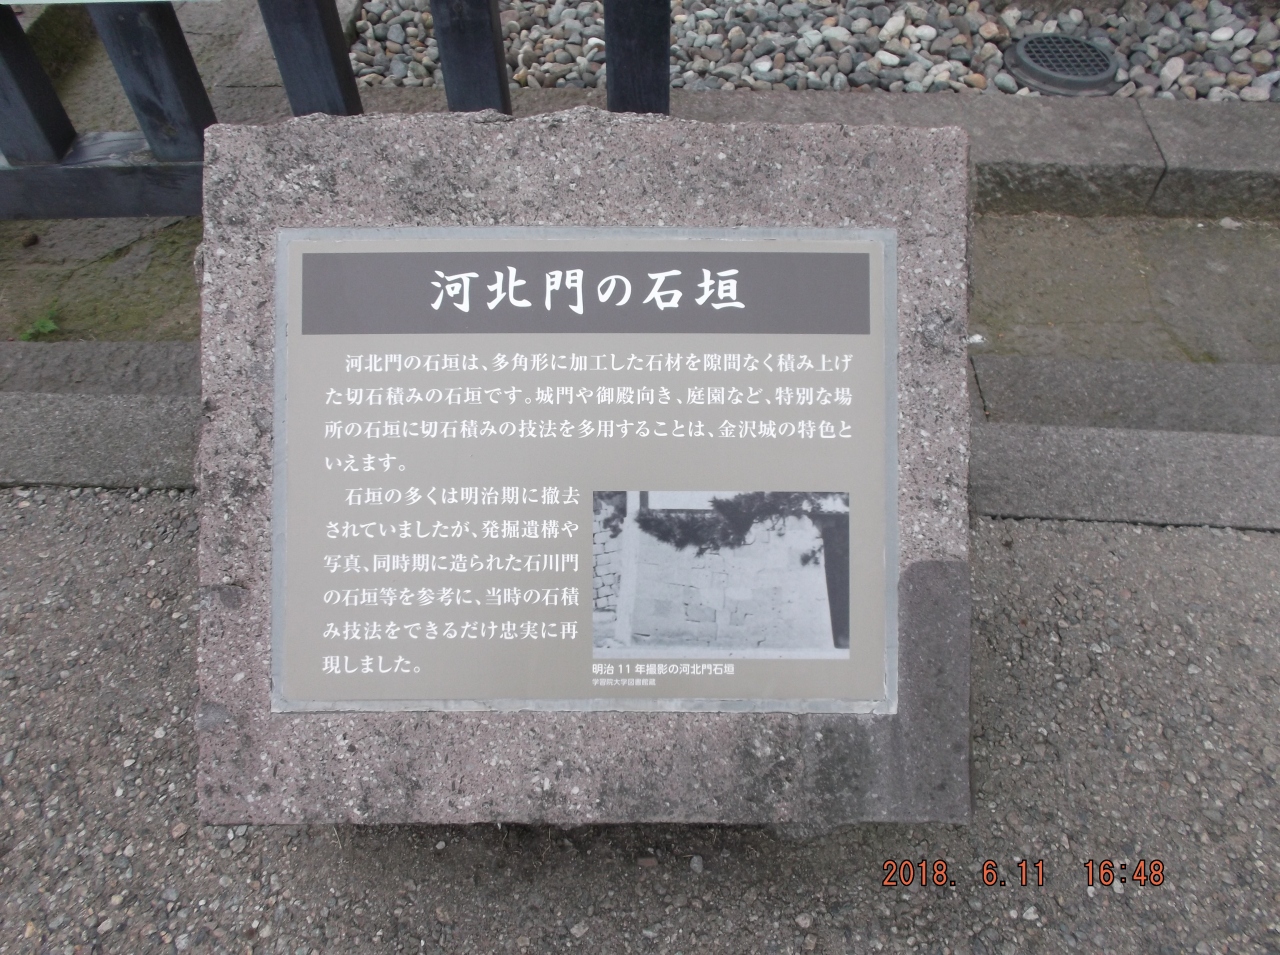 河北門の石垣
河北門の石垣は、多角形に加工した石材を隙間なく積み上げ
た切石積みの石垣です。城門や御殿向き、庭園など、特別な場
所の石垣に切石積みの技法を多用することは、金沢城の特色と
いえます。
石垣の多くは明治期に撤去
されていましたが、発掘遺構や
写真、同時期に造られた石川門
の石垣等を参考に、当時の石積
み技法をできるだけ忠実に再
現しました。
明治 11 年撮影の河北門石垣
学習院大学図書館蔵
2018. 6.11 16:48